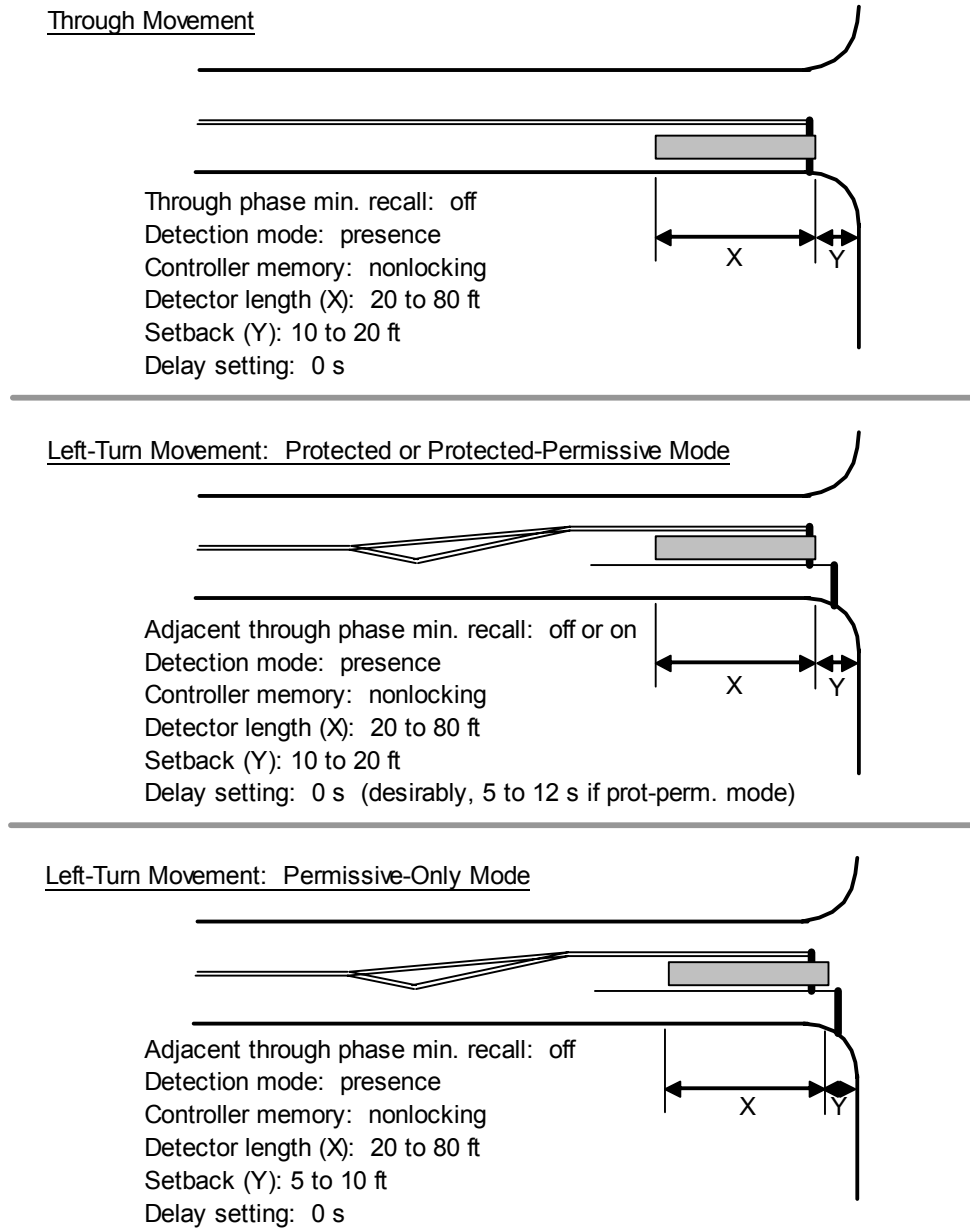 Through Movement
X
Y
Through phase min. recall: off
Detection mode: presence
Controller memory: nonlocking
Detector length (X): 20 to 80 ft
Setback (Y): 10 to 20 ft
Delay setting: 0 s
Left-Turn Movement: Protected or Protected-Permissive Mode
X
Y
Adjacent through phase min. recall: off or on
Detection mode: presence
Controller memory: nonlocking
Detector length (X): 20 to 80 ft
Setback (Y): 10 to 20 ft
Delay setting: 0 s (desirably, 5 to 12 s if prot-perm. mode)
Left-Turn Movement: Permissive-Only Mode
X
Y
Adjacent through phase min. recall: off
Detection mode: presence
Controller memory: nonlocking
Detector length (X): 20 to 80 ft
Setback (Y): 5 to 10 ft
Delay setting: 0 s